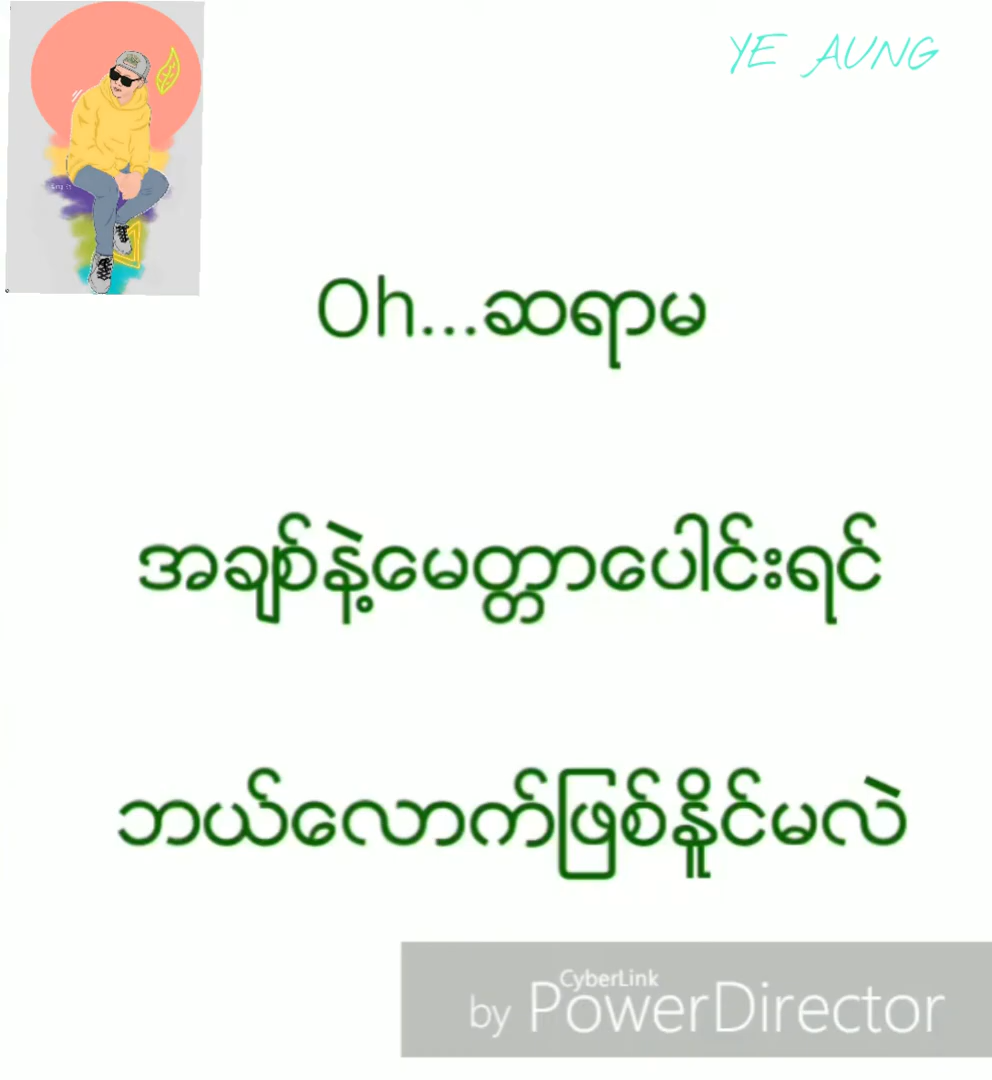 YE AUNG
Oh...ဆရာမ
အချစ်နဲ့မေတ္တာပေါင်းရင်
ဘယ်လောက်ဖြစ်နိူင်မလဲ
CyberLink
by PowerDirector